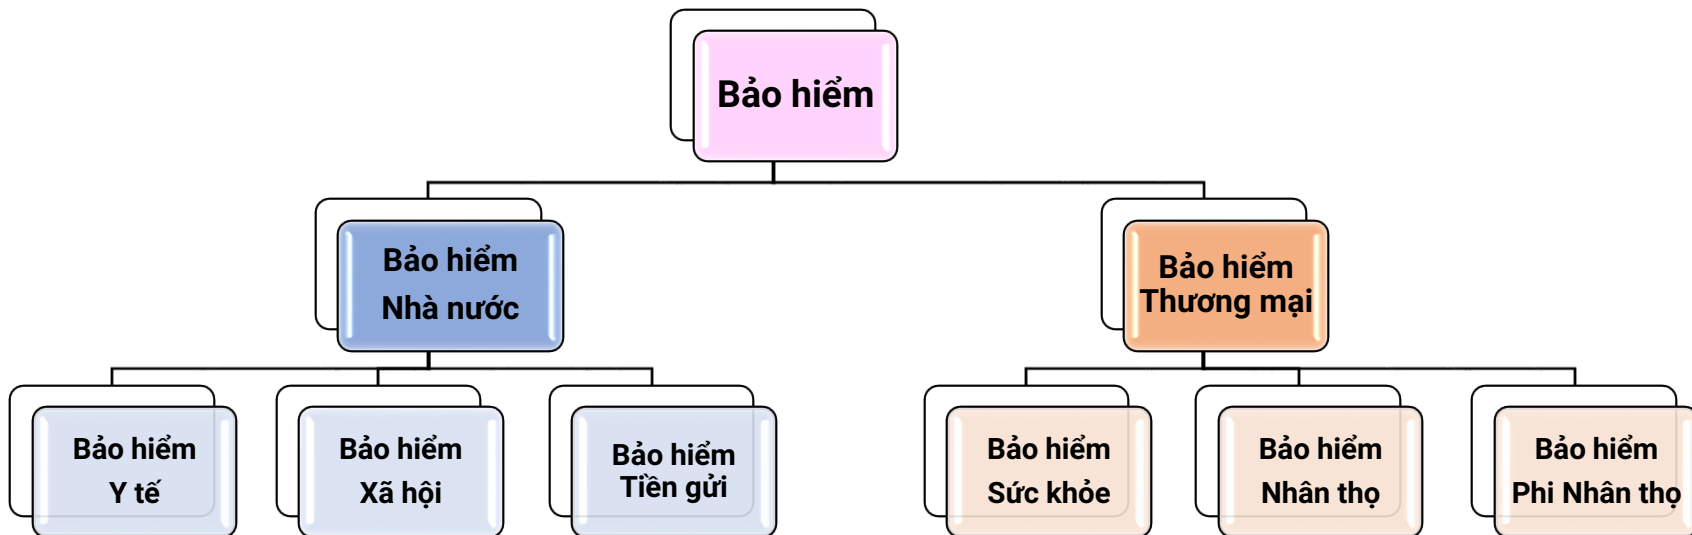 Bảo hiểm
Bảo hiểm
Nhà nước
Bảo hiểm
Thương mại
Bảo hiểm
Y tế
Bảo hiểm
Xã hội
Bảo hiểm
Tiền gửi
Bảo hiểm
Sức khỏe
Bảo hiểm
Nhân thọ
Bảo hiểm
Phi Nhân thọ